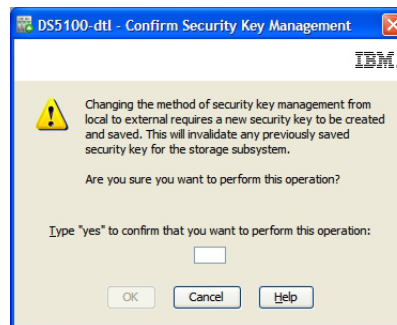 DS5100-dtl - Confirm Security Key Management
IBM.
Changing the method of security key management from
local to external requires a new security key to be created
and saved. This will invalidate any previously saved
security key for the storage subsystem.
Are you sure you want to perform this operation?
Type "yes" to confirm that you want to perform this operation:
OK Cancel Help